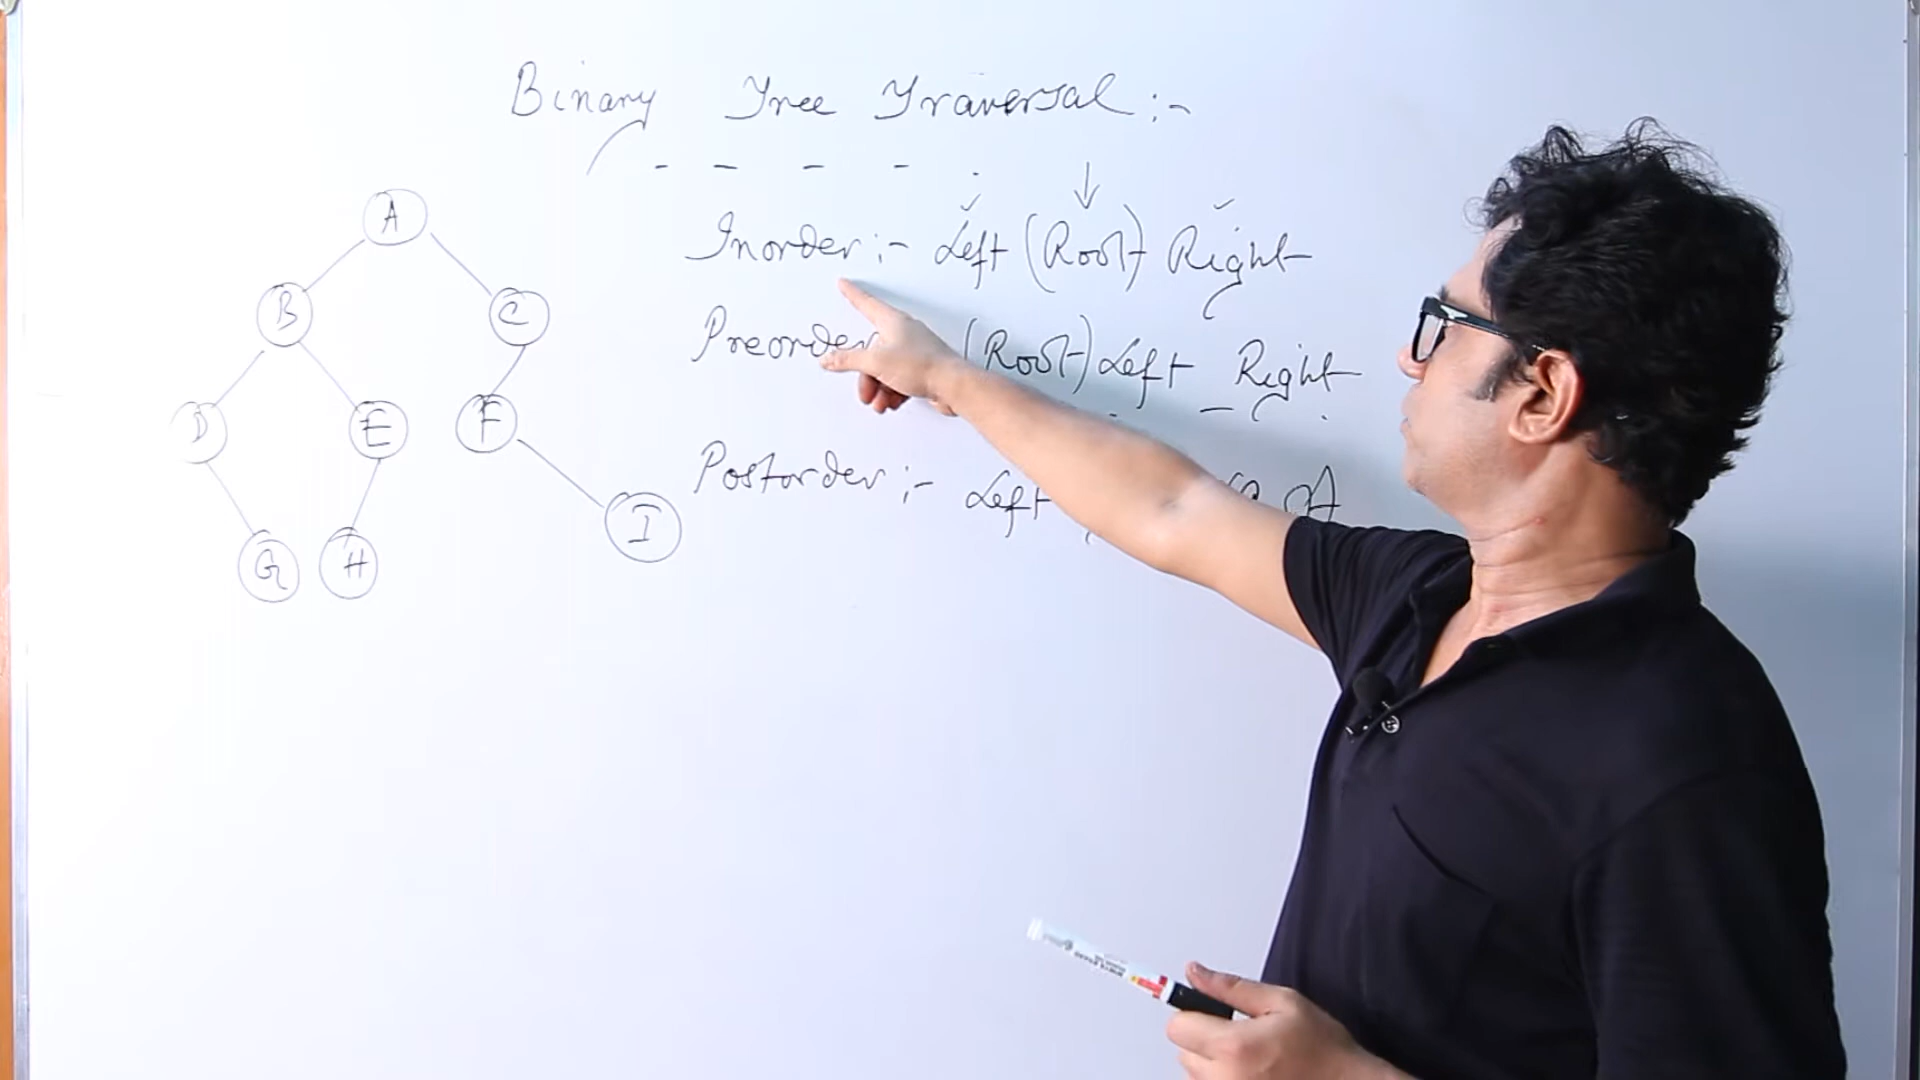 Binary Tree Traversal :-
A
Inorder :- Left (Root) Right
B C
Preorder (Root) Left Right
D E F
Postorder :- Left
I
G H